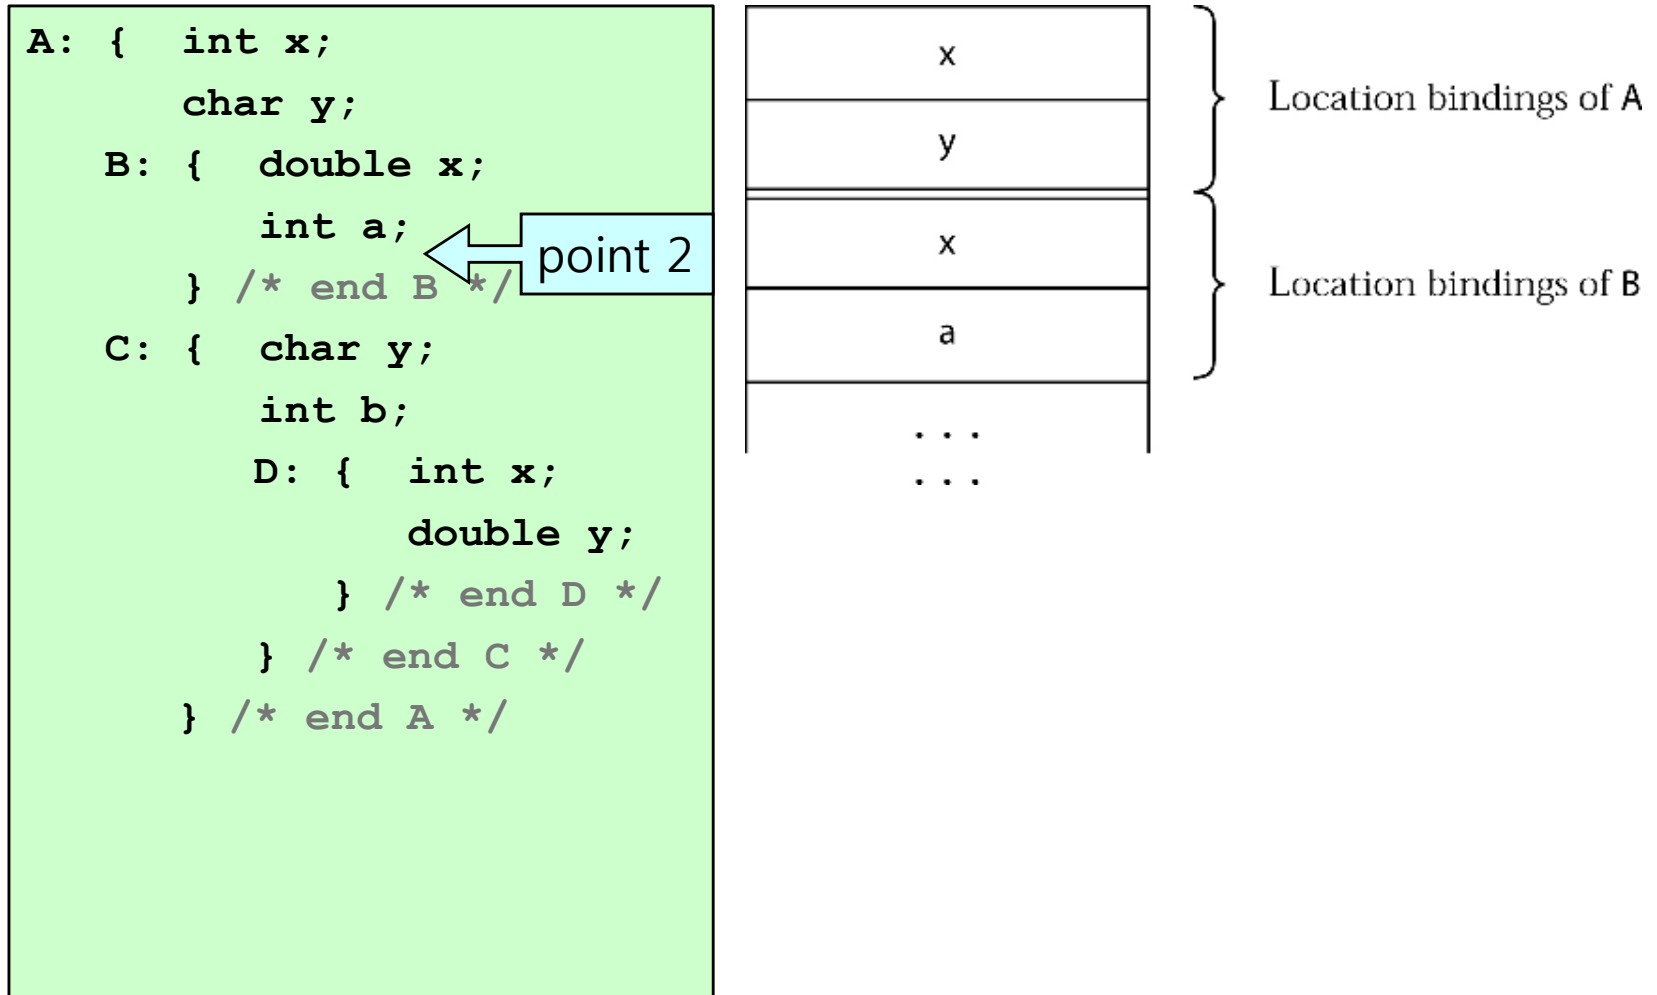 A: { int x;
char y;
B: { double x;
int a;
point 2
} /* end B */
C: { char y;
int b;
D: { int x;
double y;
} /* end D */
} /* end C */
} /* end A */
x
y
x
a
. . .
. . .
Location bindings of A
Location bindings of B